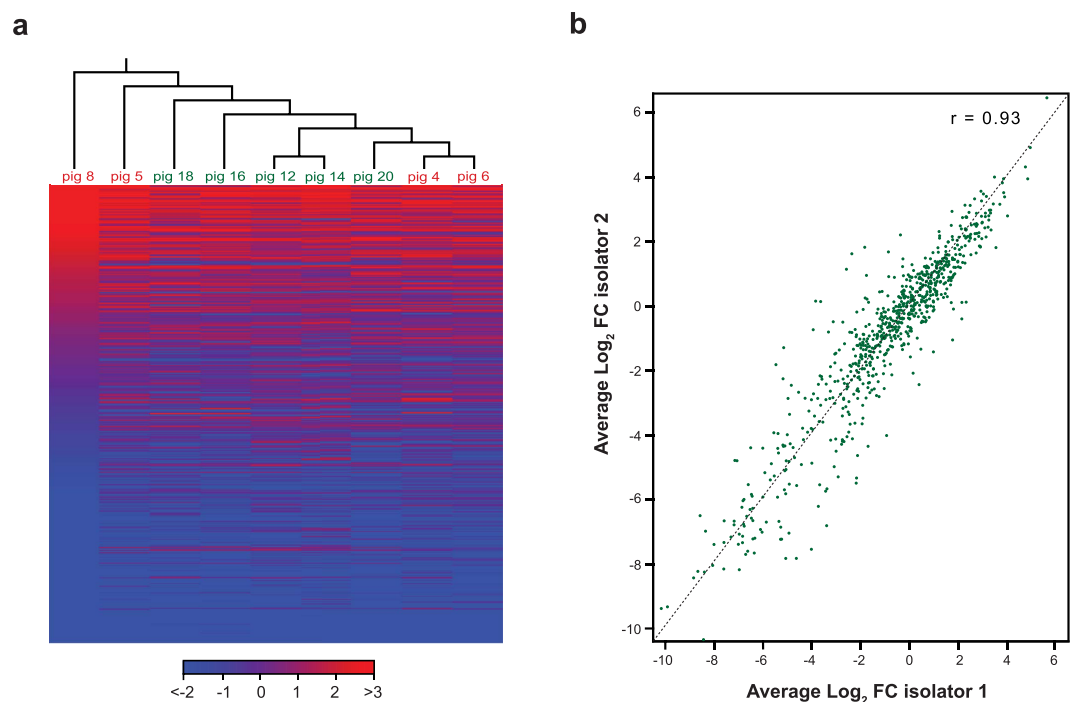 a
b
pig 8 pig 5 pig 18 pig 16 pig 12 pig 14 pig 20 pig 4 pig 6
<-2 -1 0 1 2 >3
r = 0.93
Average Log2 FC isolator 2
6
4
2
0
-2
-4
-6
-8
-10
-10 -8 -6 -4 -2 0 2 4 6
Average Log2 FC isolator 1